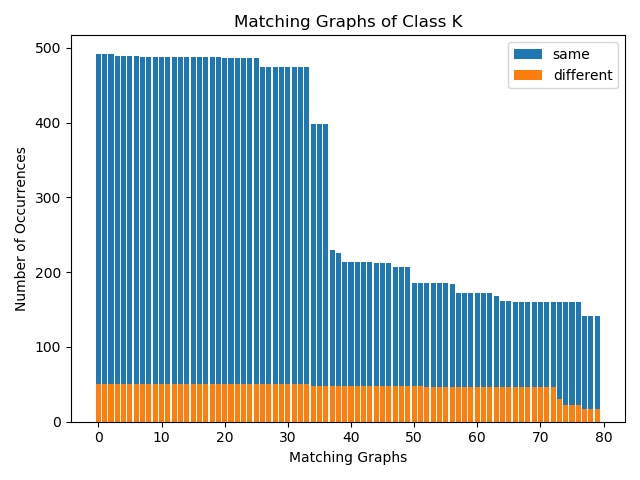 Matching Graphs of Class K
same
different
Number of Occurrences
500
400
300
200
100
0
0 10 20 30 40 50 60 70 80
Matching Graphs